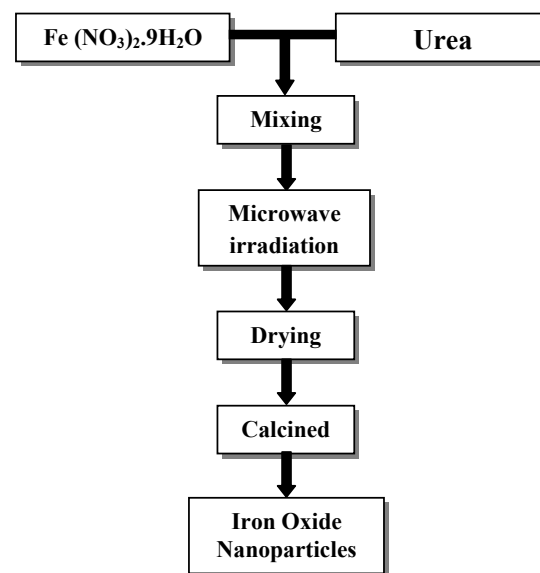 Fe (NO₃)₂.9H₂O
Urea
Mixing
Microwave
irradiation
Drying
Calcined
Iron Oxide
Nanoparticles